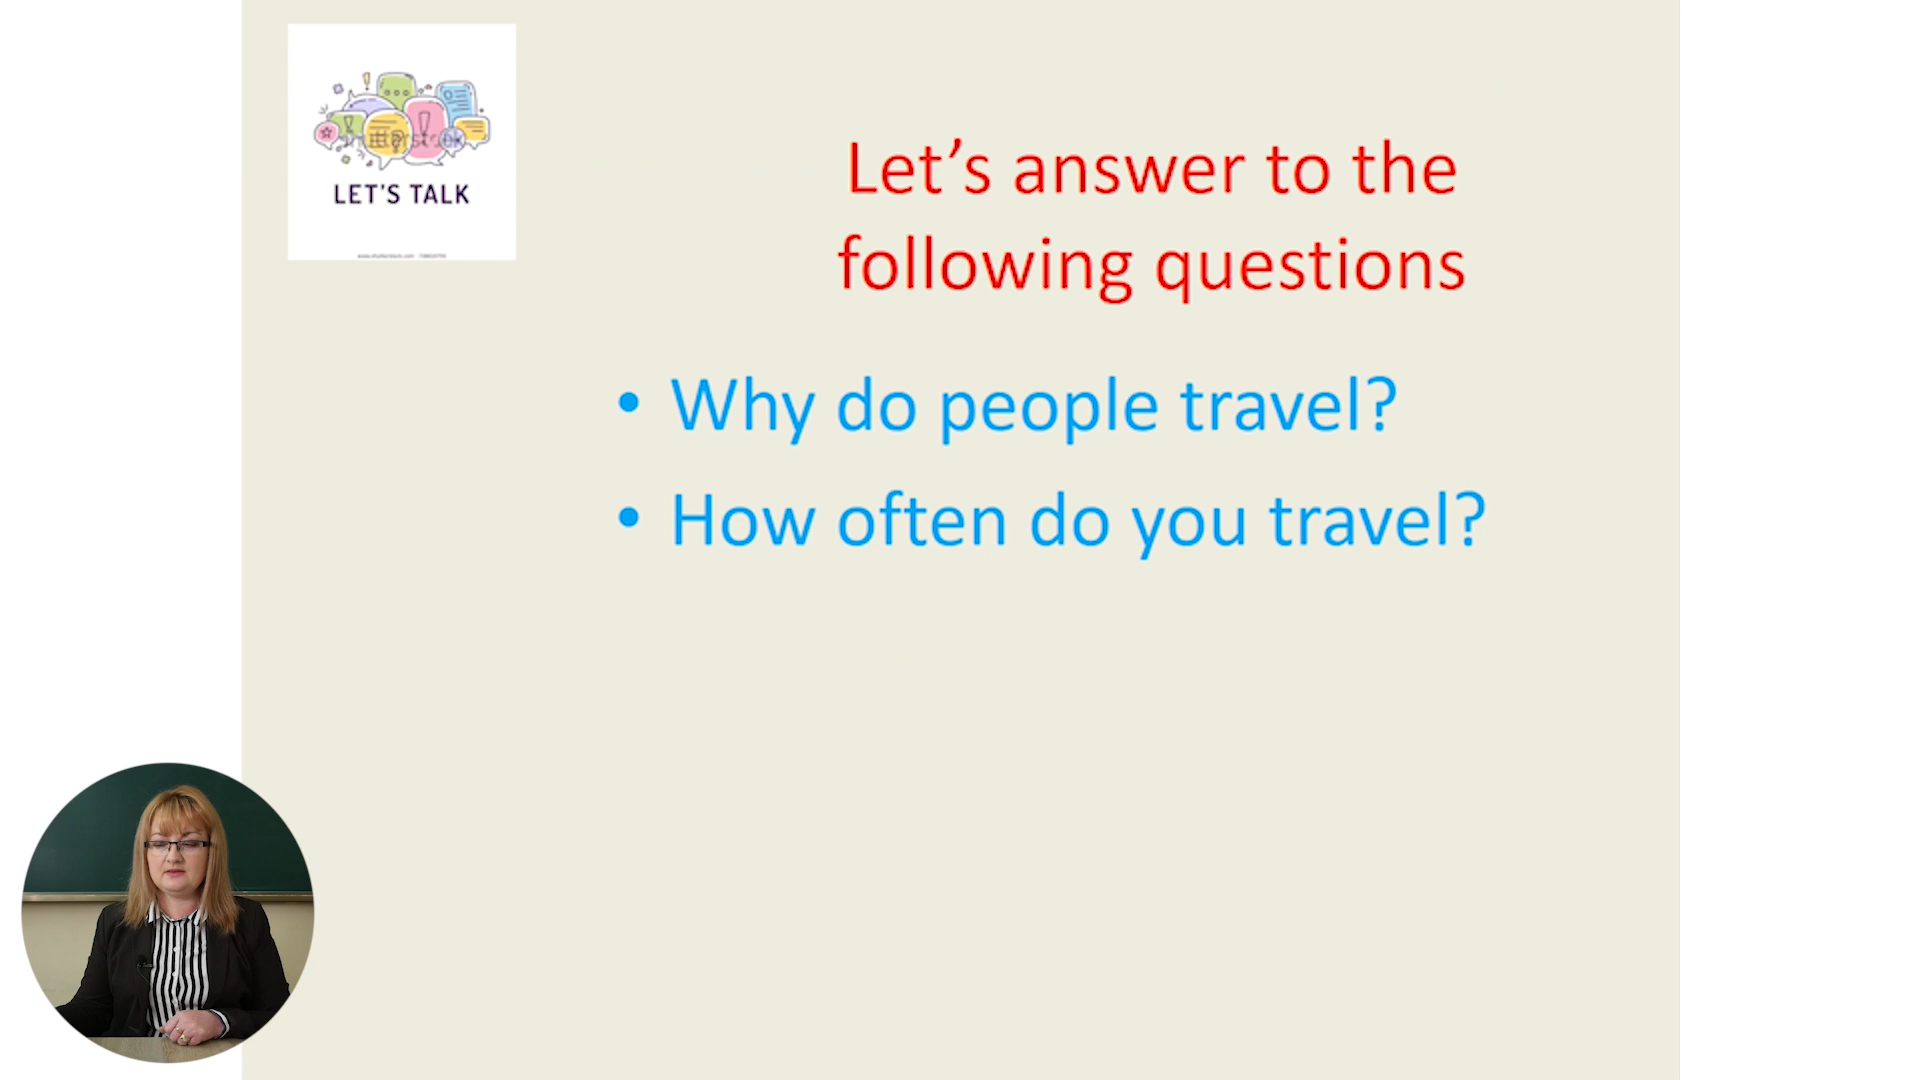 LET'S TALK
Let’s answer to the
following questions
• Why do people travel?
• How often do you travel?